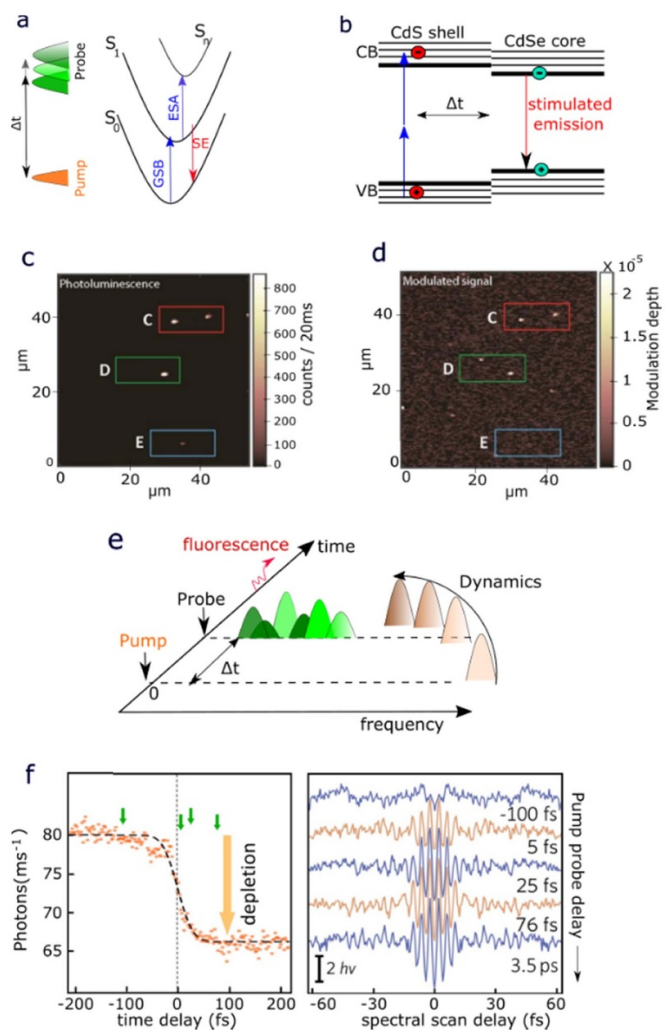 a
Probe
Δt
Pump
S1
Sn
S0
ESA
SE
GSB
b
CdS shell
CB
CdSe core
Δt
stimulated
emission
VB
c
Photoluminescence
C
D
E
40
20
0
μm
0
20
40
μm
800
700
600
500
400
300
200
100
0
counts / 20ms
d
Modulated signal
X 10⁻⁵
C
D
E
40
μm
20
0
0
20
40
μm
2
1.5
1
0.5
0
Modulation depth
e
fluorescence
time
Probe
Dynamics
Pump
Δt
0
frequency
f
80
75
70
65
Photons(ms⁻¹)
depletion
-200
-100
0
100
200
time delay (fs)
-100 fs
5 fs
25 fs
76 fs
3.5 ps
2 hν
-60
-30
0
30
60
spectral scan delay (fs)
Pump probe delay